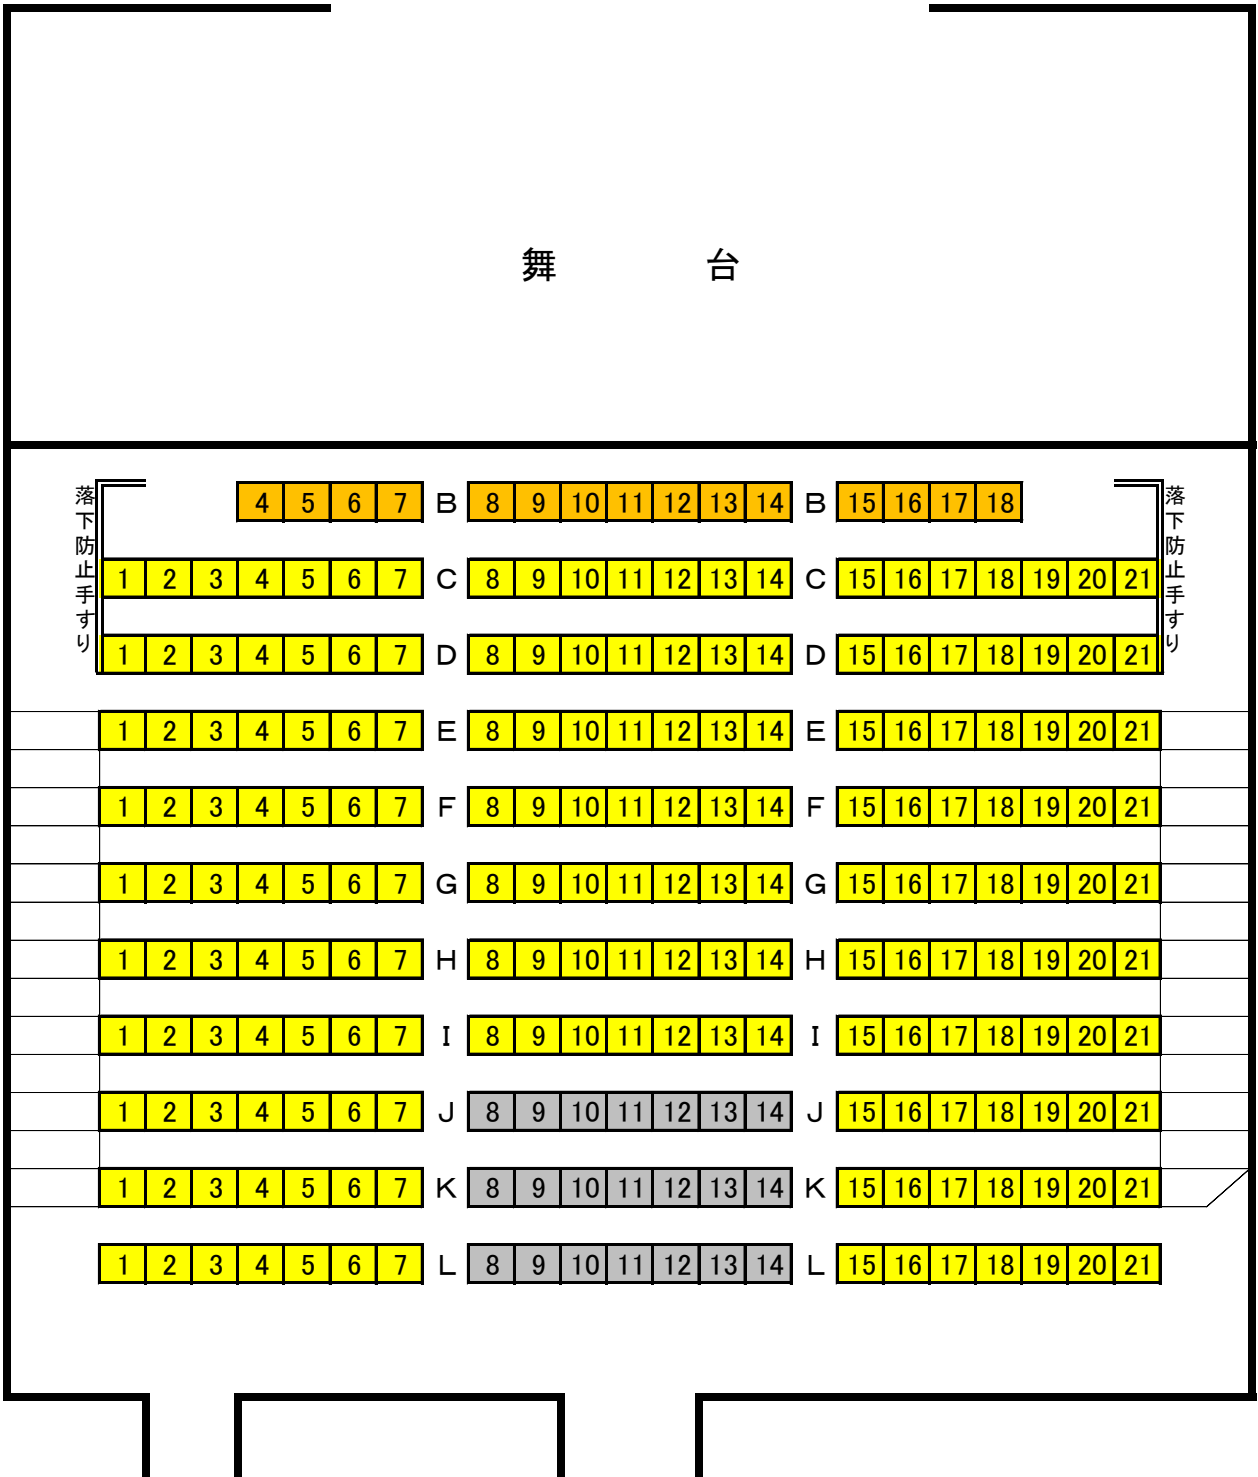 舞 台
落下防止手すり
4 5 6 7 B 8 9 10 11 12 13 14 B 15 16 17 18
落下防止手すり
1 2 3 4 5 6 7 C 8 9 10 11 12 13 14 C 15 16 17 18 19 20 21
1 2 3 4 5 6 7 D 8 9 10 11 12 13 14 D 15 16 17 18 19 20 21
1 2 3 4 5 6 7 E 8 9 10 11 12 13 14 E 15 16 17 18 19 20 21
1 2 3 4 5 6 7 F 8 9 10 11 12 13 14 F 15 16 17 18 19 20 21
1 2 3 4 5 6 7 G 8 9 10 11 12 13 14 G 15 16 17 18 19 20 21
1 2 3 4 5 6 7 H 8 9 10 11 12 13 14 H 15 16 17 18 19 20 21
1 2 3 4 5 6 7 I 8 9 10 11 12 13 14 I 15 16 17 18 19 20 21
1 2 3 4 5 6 7 J 8 9 10 11 12 13 14 J 15 16 17 18 19 20 21
1 2 3 4 5 6 7 K 8 9 10 11 12 13 14 K 15 16 17 18 19 20 21
1 2 3 4 5 6 7 L 8 9 10 11 12 13 14 L 15 16 17 18 19 20 21